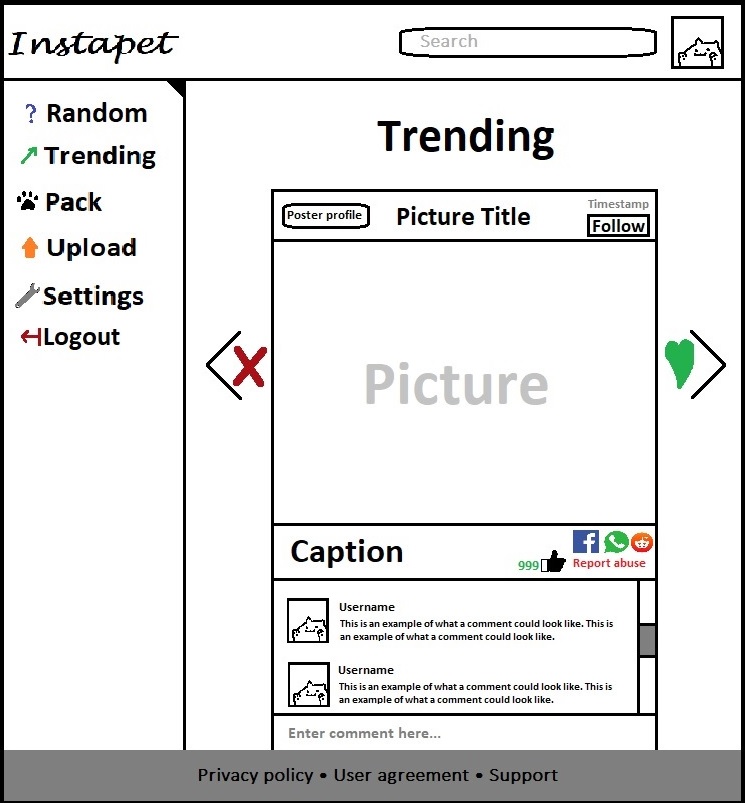 Instapet
Search
Random
Trending
Pack
Upload
Settings
Logout
Trending
Poster profile
Picture Title
Timestamp
Follow
Picture
Caption
999
Report abuse
Username
This is an example of what a comment could look like. This is
an example of what a comment could look like.
Username
This is an example of what a comment could look like. This is
an example of what a comment could look like.
Enter comment here...
Privacy policy • User agreement • Support